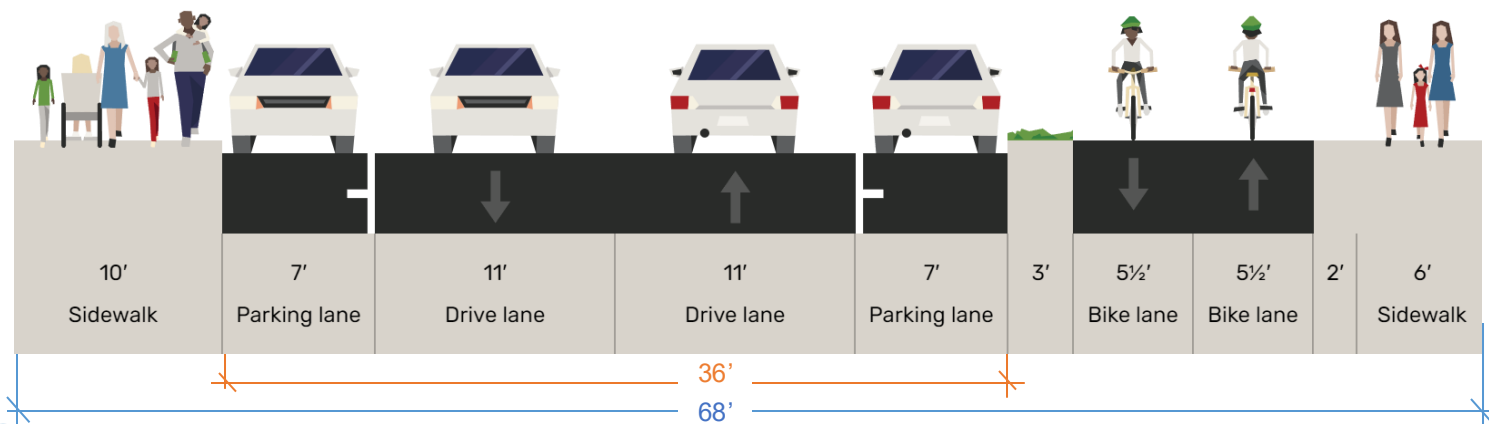 10’ 7’ 11’ 11’ 7’ 3’ 5½’ 5½’ 2’ 6’
Sidewalk Parking lane Drive lane Drive lane Parking lane Bike lane Bike lane Sidewalk
36’
68’